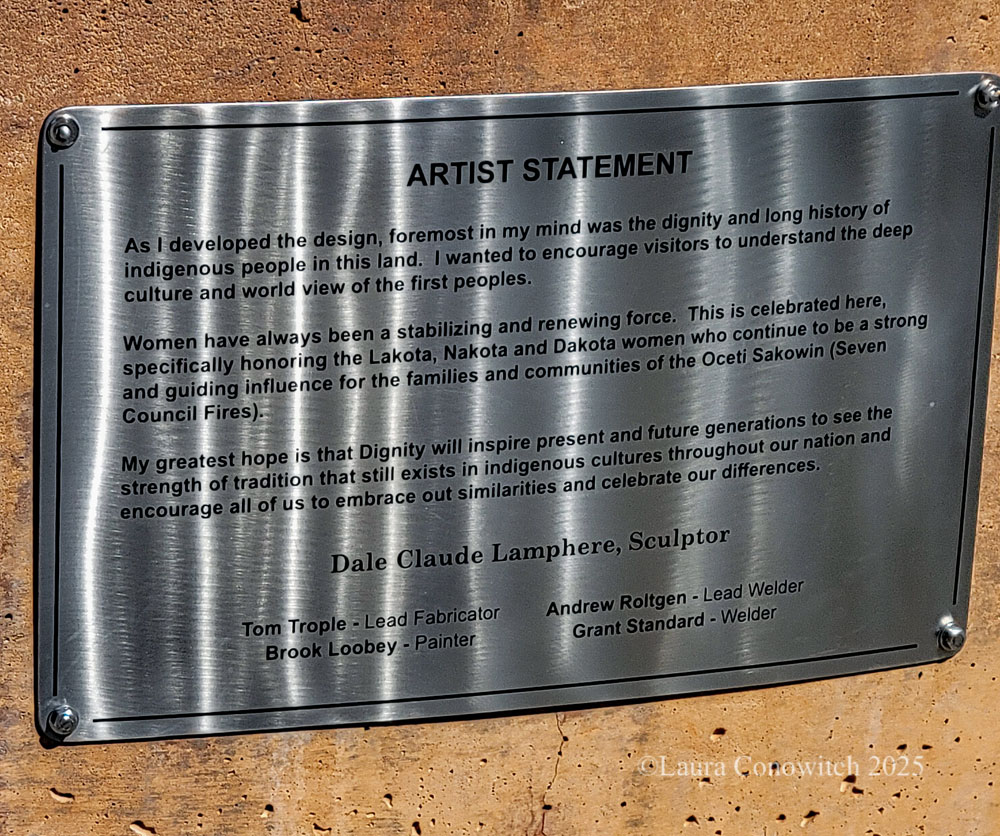 ARTIST STATEMENT
As I developed the design, foremost in my mind was the dignity and long history of
indigenous people in this land. I wanted to encourage visitors to understand the deep
culture and world view of the first peoples.
Women have always been a stabilizing and renewing force. This is celebrated here,
specifically honoring the Lakota, Nakota and Dakota women who continue to be a strong
and guiding influence for the families and communities of the Oceti Sakowin (Seven
Council Fires).
My greatest hope is that Dignity will inspire present and future generations to see the
strength of tradition that still exists in indigenous cultures throughout our nation and
encourage all of us to embrace out similarities and celebrate our differences.
Dale Claude Lamphere, Sculptor
Tom Trople - Lead Fabricator
Brook Loobey - Painter
Andrew Roltgen - Lead Welder
Grant Standard - Welder
©Laura Conowitch 2025